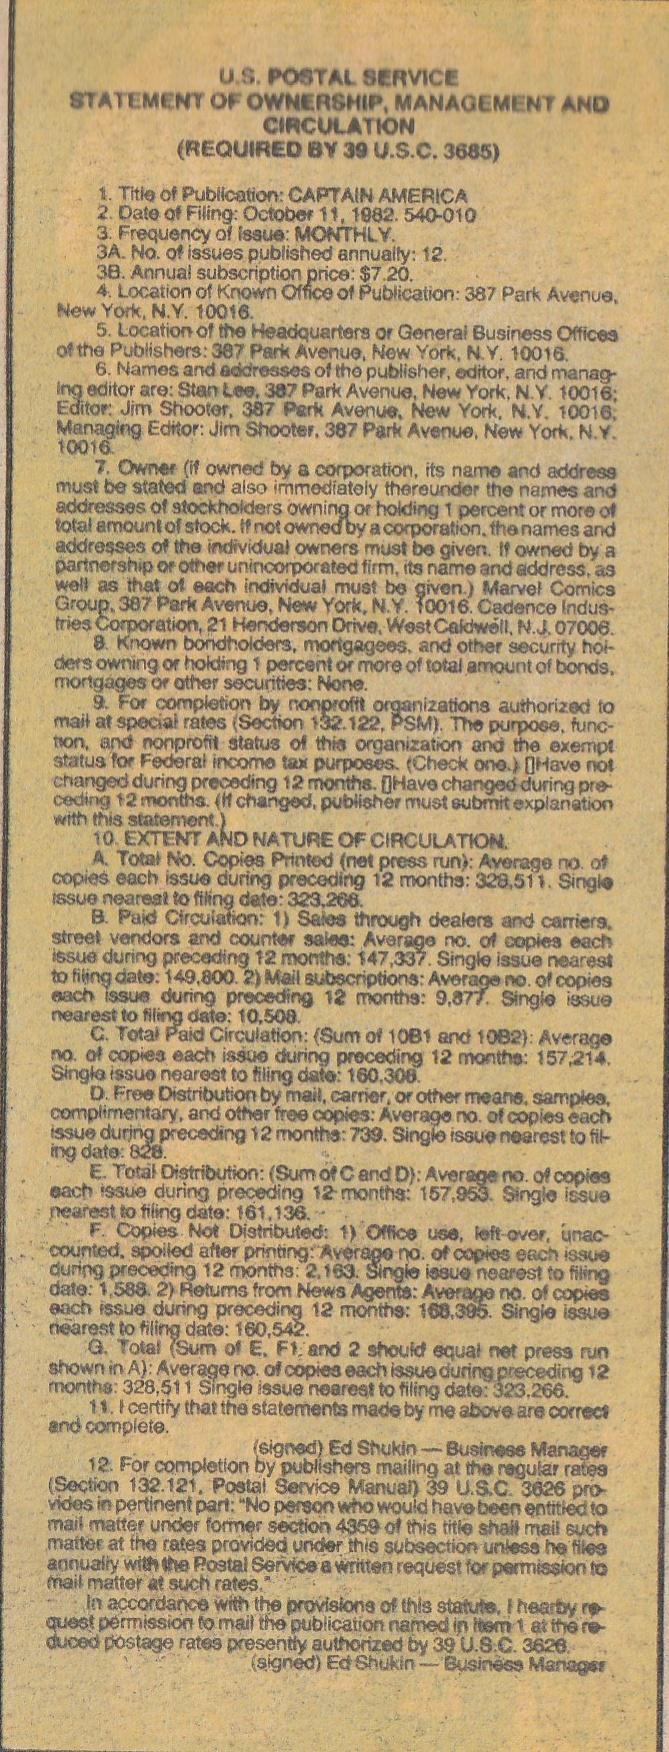 U.S. POSTAL SERVICE
STATEMENT OF OWNERSHIP, MANAGEMENT AND
CIRCULATION
(REQUIRED BY 39 U.S.C. 3685)
1. Title of Publication: CAPTAIN AMERICA
2. Date of Filing: October 11, 1982. 540-010
3. Frequency of Issue: MONTHLY.
3A. No. of issues published annually: 12.
3B. Annual subscription price: $7.20.
4. Location of Known Office of Publication: 387 Park Avenue,
New York, N.Y. 10016.
5. Location of the Headquarters or General Business Offices
of the Publishers: 387 Park Avenue, New York, N.Y. 10016.
6. Names and addresses of the publisher, editor, and manag-
ing editor are: Stan Lee, 387 Park Avenue, New York, N.Y. 10016;
Editor: Jim Shooter, 387 Park Avenue, New York, N.Y. 10016;
Managing Editor: Jim Shooter, 387 Park Avenue, New York, N.Y.
10016.
7. Owner (if owned by a corporation, its name and address
must be stated and also immediately thereunder the names and
addresses of stockholders owning or holding 1 percent or more of
total amount of stock. If not owned by a corporation, the names and
addresses of the individual owners must be given. If owned by a
partnership or other unincorporated firm, its name and address, as
well as that of each individual must be given.) Marvel Comics
Group, 387 Park Avenue, New York, N.Y. 10016. Cadence Indus-
tries Corporation, 21 Henderson Drive, West Caldwell, N.J. 07006.
8. Known bondholders, mortgagees, and other security hol-
ders owning or holding 1 percent or more of total amount of bonds,
mortgages or other securities: None.
9. For completion by nonprofit organizations authorized to
mail at special rates (Section 132.122, PSM). The purpose, func-
tion, and nonprofit status of this organization and the exempt
status for Federal income tax purposes. (Check one.) []Have not
changed during preceding 12 months. []Have changed during pre-
ceding 12 months. (If changed, publisher must submit explanation
with this statement.)
10. EXTENT AND NATURE OF CIRCULATION.
A. Total No. Copies Printed (net press run): Average no. of
copies each issue during preceding 12 months: 328,511. Single
issue nearest to filing date: 323,266.
B. Paid Circulation: 1) Sales through dealers and carriers,
street vendors and counter sales: Average no. of copies each
issue during preceding 12 months: 147,337. Single issue nearest
to filing date: 149,800. 2) Mail subscriptions: Average no. of copies
each issue during preceding 12 months: 9,877. Single issue
nearest to filing date: 10,508.
C. Total Paid Circulation: (Sum of 10B1 and 10B2): Average
no. of copies each issue during preceding 12 months: 157,214.
Single issue nearest to filing date: 160,308.
D. Free Distribution by mail, carrier, or other means, samples,
complimentary, and other free copies: Average no. of copies each
issue during preceding 12 months: 739. Single issue nearest to fil-
ing date: 828.
E. Total Distribution: (Sum of C and D): Average no. of copies
each issue during preceding 12 months: 157,953. Single issue
nearest to filing date: 161,136.
F. Copies Not Distributed: 1) Office use, left-over, unac-
counted, spoiled after printing: Average no. of copies each issue
during preceding 12 months: 2,163. Single issue nearest to filing
date: 1,588. 2) Returns from News Agents: Average no. of copies
each issue during preceding 12 months: 168,395. Single issue
nearest to filing date: 160,542.
G. Total (Sum of E, F1, and 2 should equal net press run
shown in A): Average no. of copies each issue during preceding 12
months: 328,511 Single issue nearest to filing date: 323,266.
11. I certify that the statements made by me above are correct
and complete.
(signed) Ed Shukin — Business Manager
12. For completion by publishers mailing at the regular rates
(Section 132.121, Postal Service Manual) 39 U.S.C. 3626 pro-
vides in pertinent part: "No person who would have been entitled to
mail matter under former section 4359 of this title shall mail such
matter at the rates provided under this subsection unless he files
annually with the Postal Service a written request for permission to
mail matter at such rates."
In accordance with the provisions of this statute, I hearby re-
quest permission to mail the publication named in Item 1 at the re-
duced postage rates presently authorized by 39 U.S.C. 3626.
(signed) Ed Shukin — Business Manager